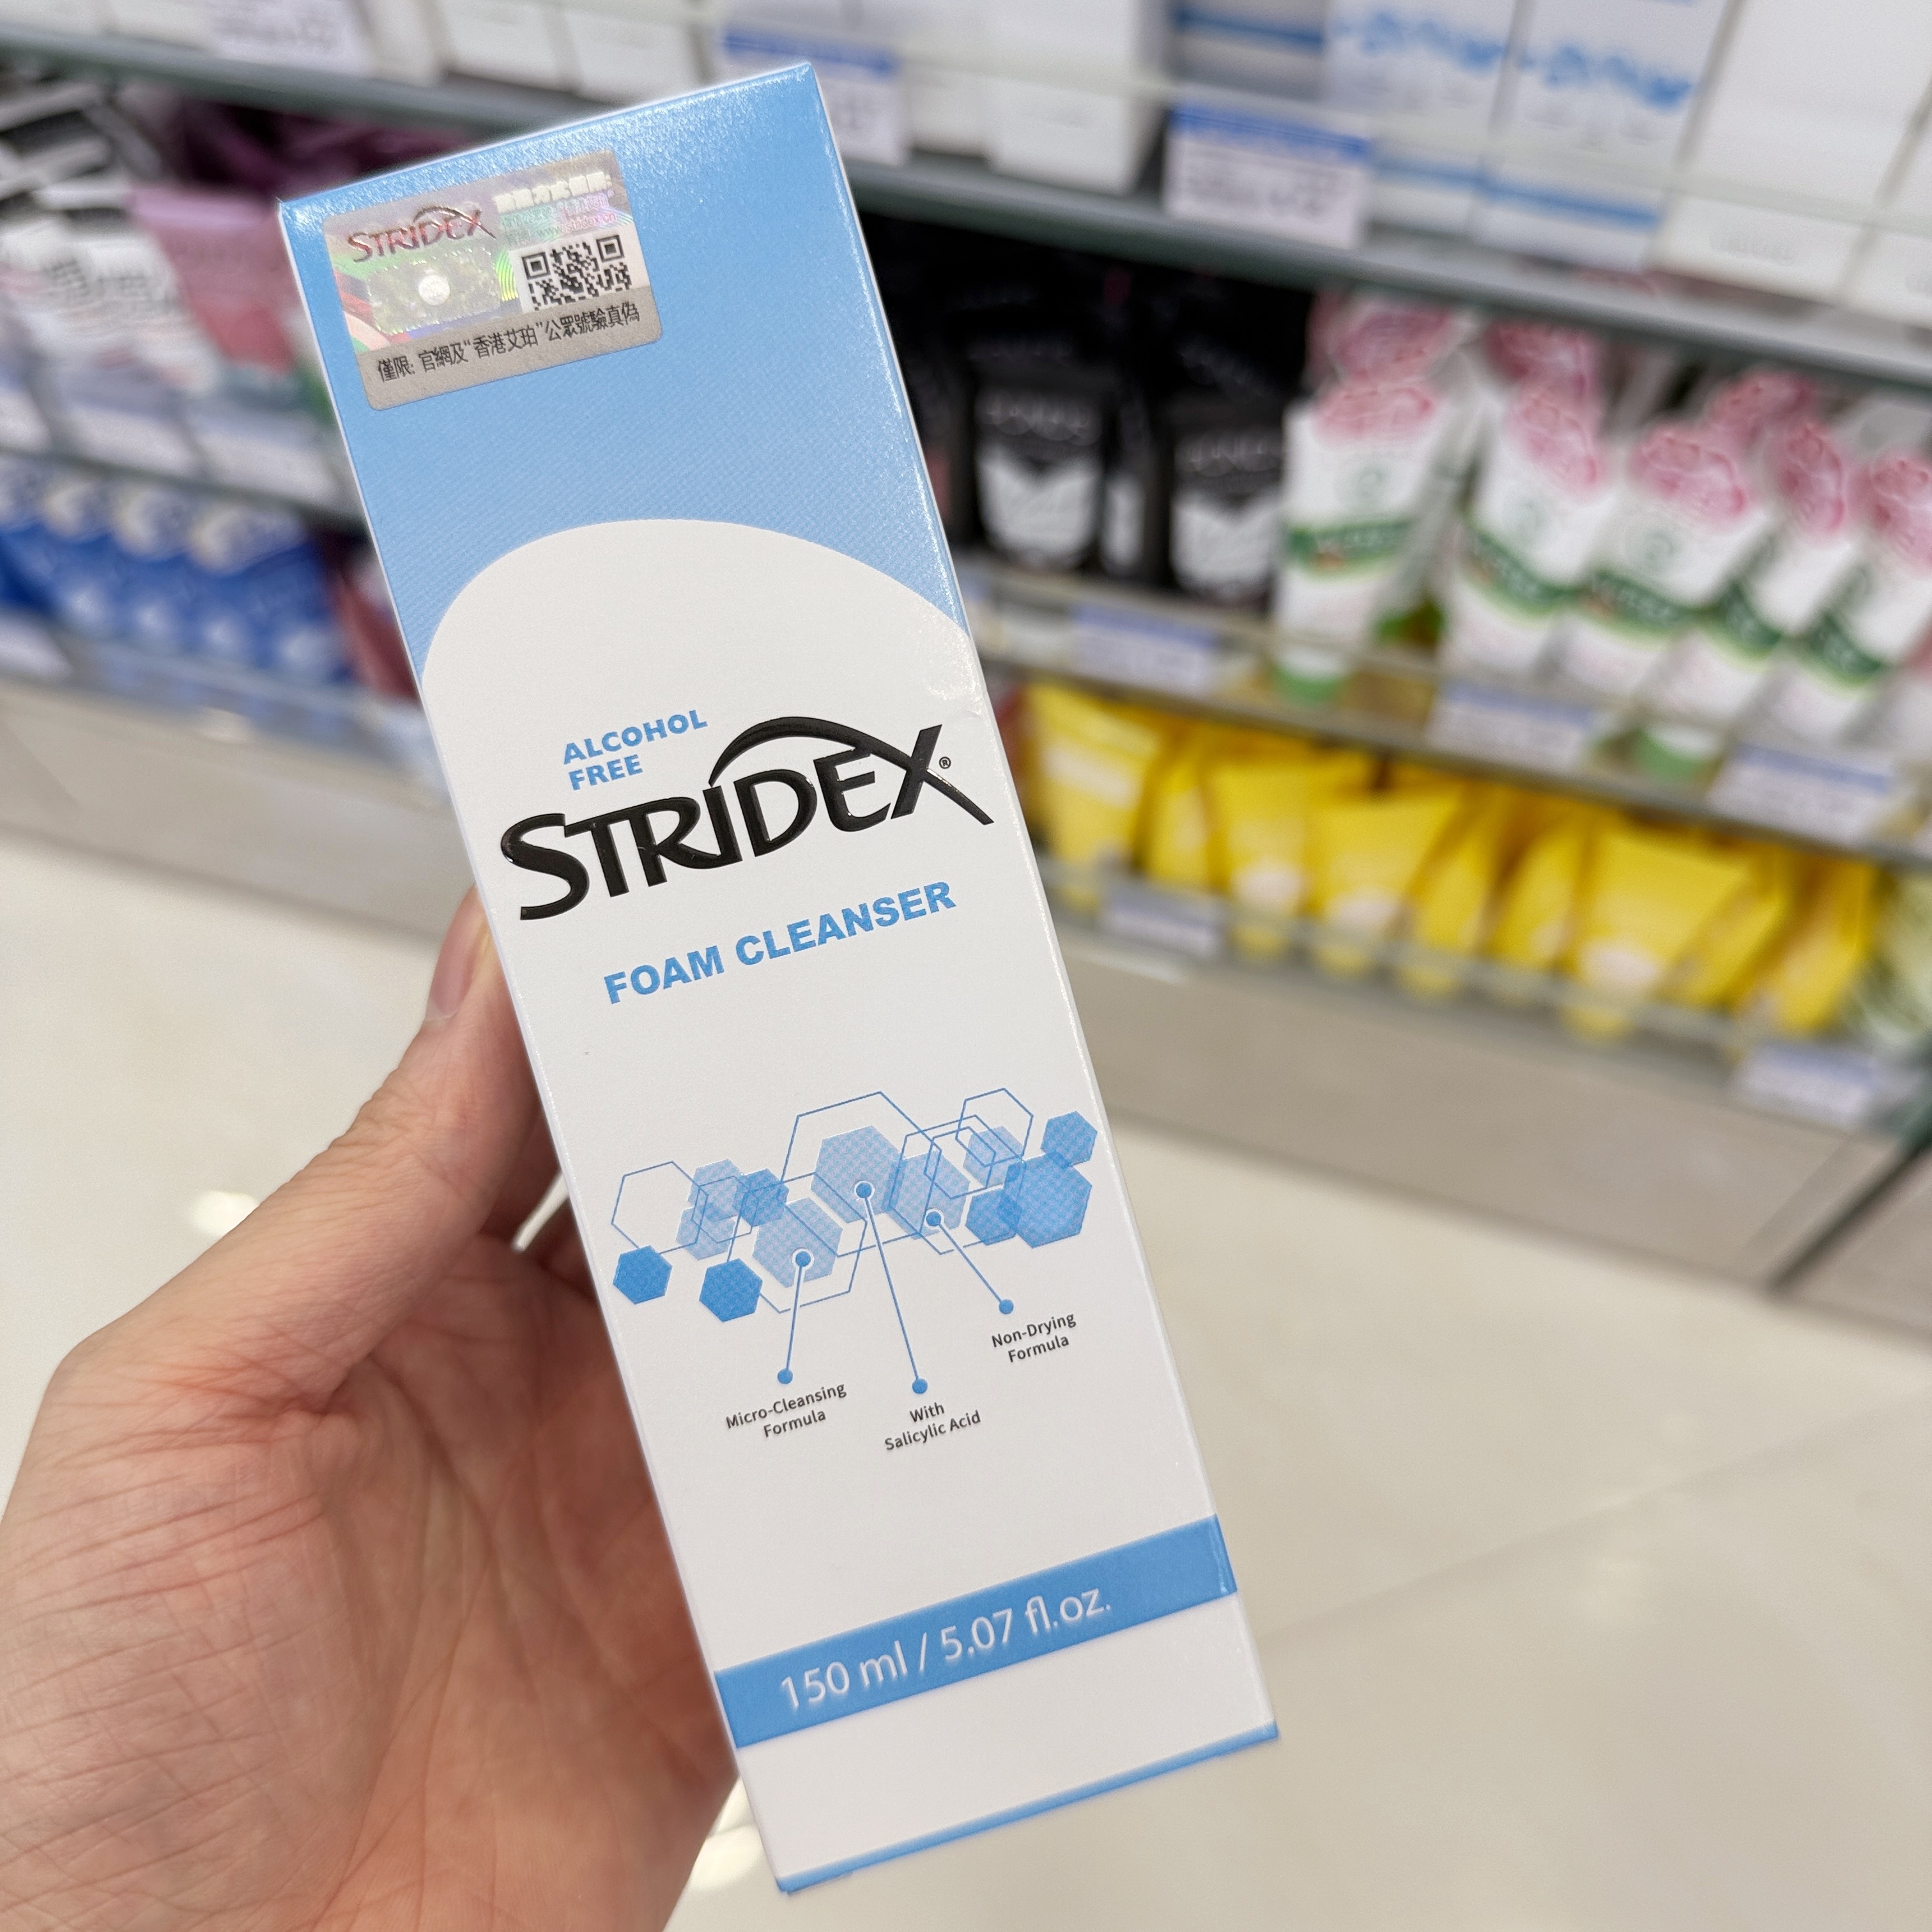 STRIDEX
僅限: 官網及"香港艾珀"公眾號驗真偽
ALCOHOL
FREE
STRIDEX®
FOAM CLEANSER
Non-Drying
Formula
Micro-Cleansing
Formula
With
Salicylic Acid
150 ml / 5.07 fl.oz.